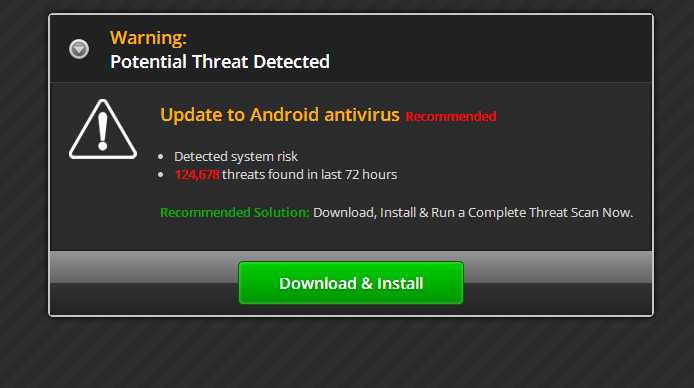 Warning:
Potential Threat Detected
Update to Android antivirus Recommended
Detected system risk
124,678 threats found in last 72 hours
Recommended Solution: Download, Install & Run a Complete Threat Scan Now.
Download & Install